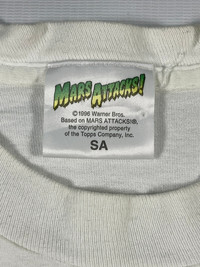 MARS ATTACKS!
©1996 Warner Bros.
Based on MARS ATTACKS!®,
the copyrighted property
of the Topps Company, Inc.
SA